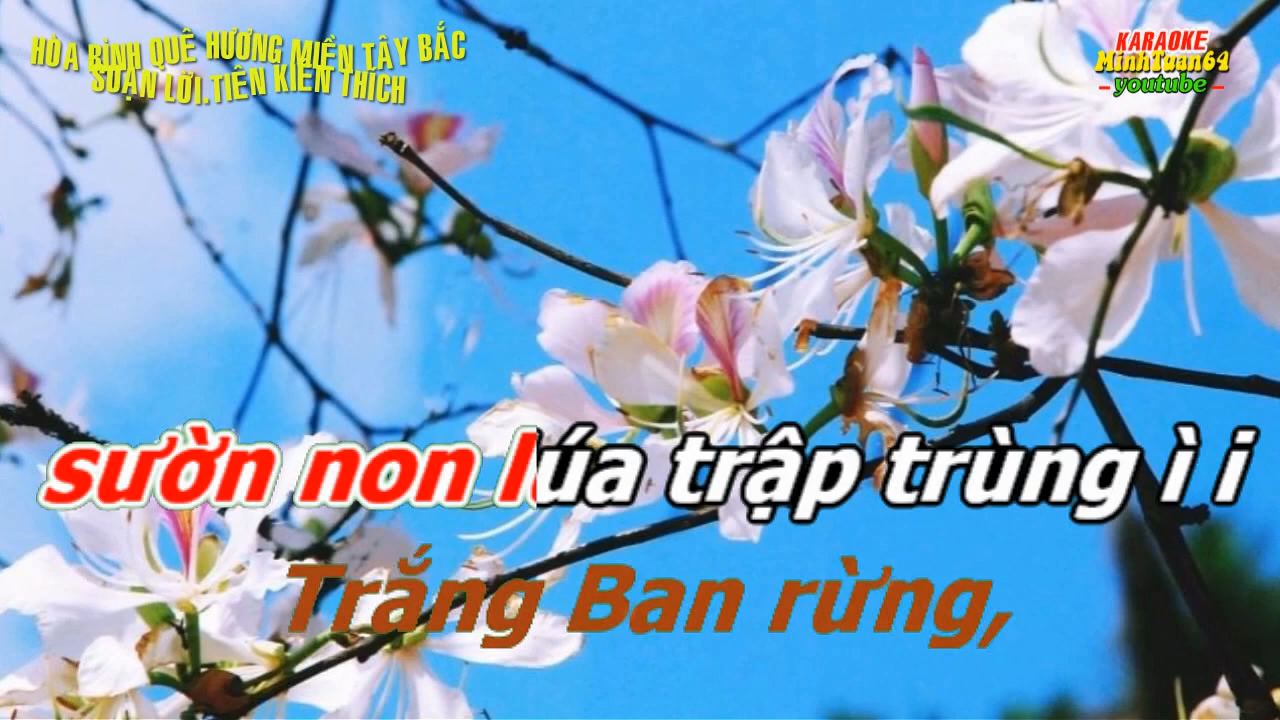 HÒA BÌNH QUÊ HƯƠNG MIỀN TÂY BẮC
SOẠN LỜI.TIÊN KIÊN THÍCH
KARAOKE
MinhTuan64
youtube
sườn non lúa trập trùng ì i
Trắng Ban rừng,